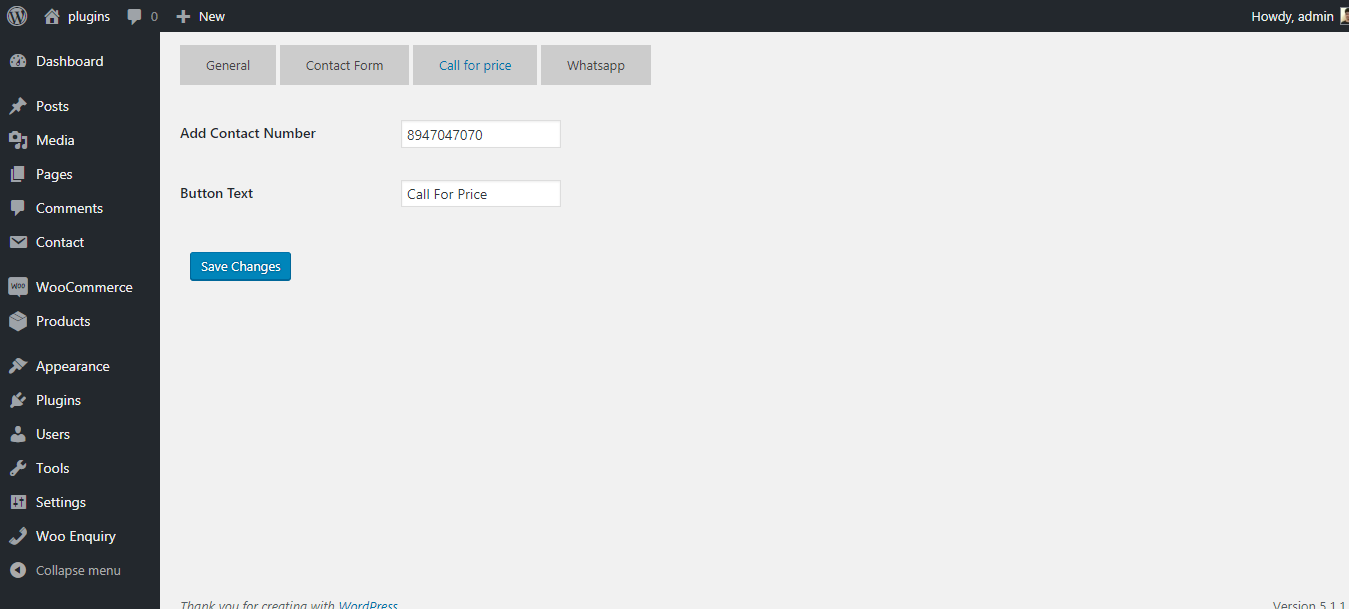 plugins 0 New Howdy, admin
Dashboard
Posts
Media
Pages
Comments
Contact
WOO WooCommerce
Products
Appearance
Plugins
Users
Tools
Settings
Woo Enquiry
Collapse menu
General Contact Form Call for price Whatsapp
Add Contact Number 8947047070
Button Text Call For Price
Save Changes
Thank you for creating with WordPress
Version 5.1.1